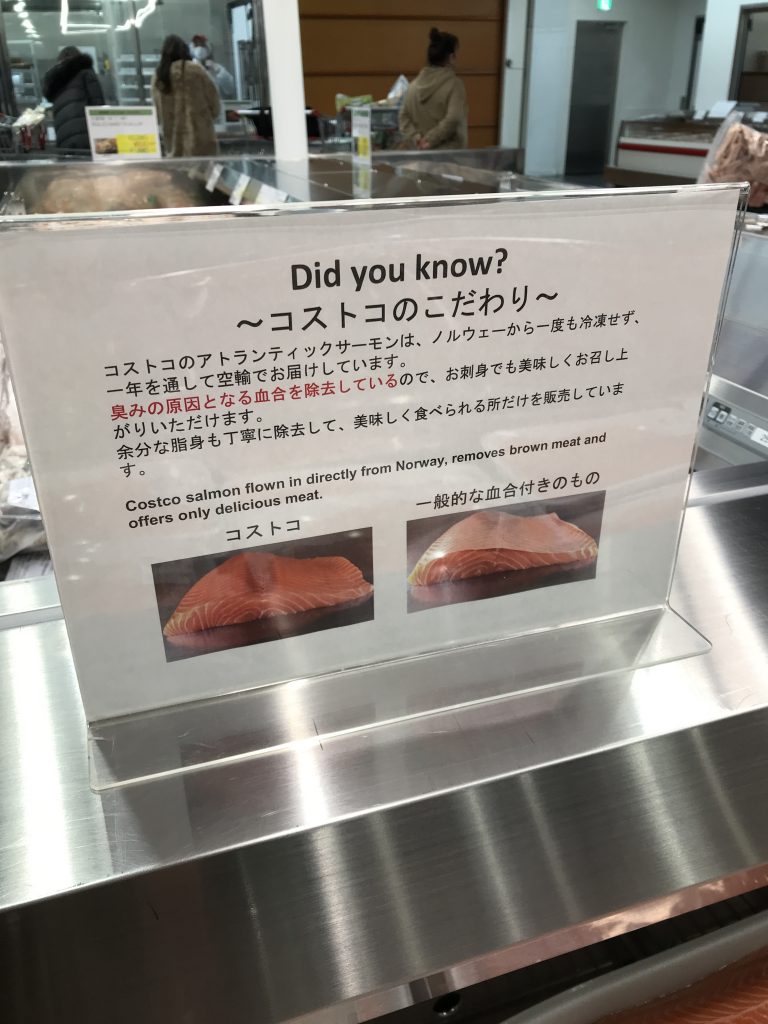 Did you know?
～コストコのこだわり～
コストコのアトランティックサーモンは、ノルウェーから一度も冷凍せず、
一年を通して空輸でお届けしています。
臭みの原因となる血合を除去しているので、お刺身でも美味しくお召し上
がりいただけます。
余分な脂身も丁寧に除去して、美味しく食べられる所だけを販売していま
す。
Costco salmon flown in directly from Norway, removes brown meat and
offers only delicious meat.
コストコ
一般的な血合付きのもの